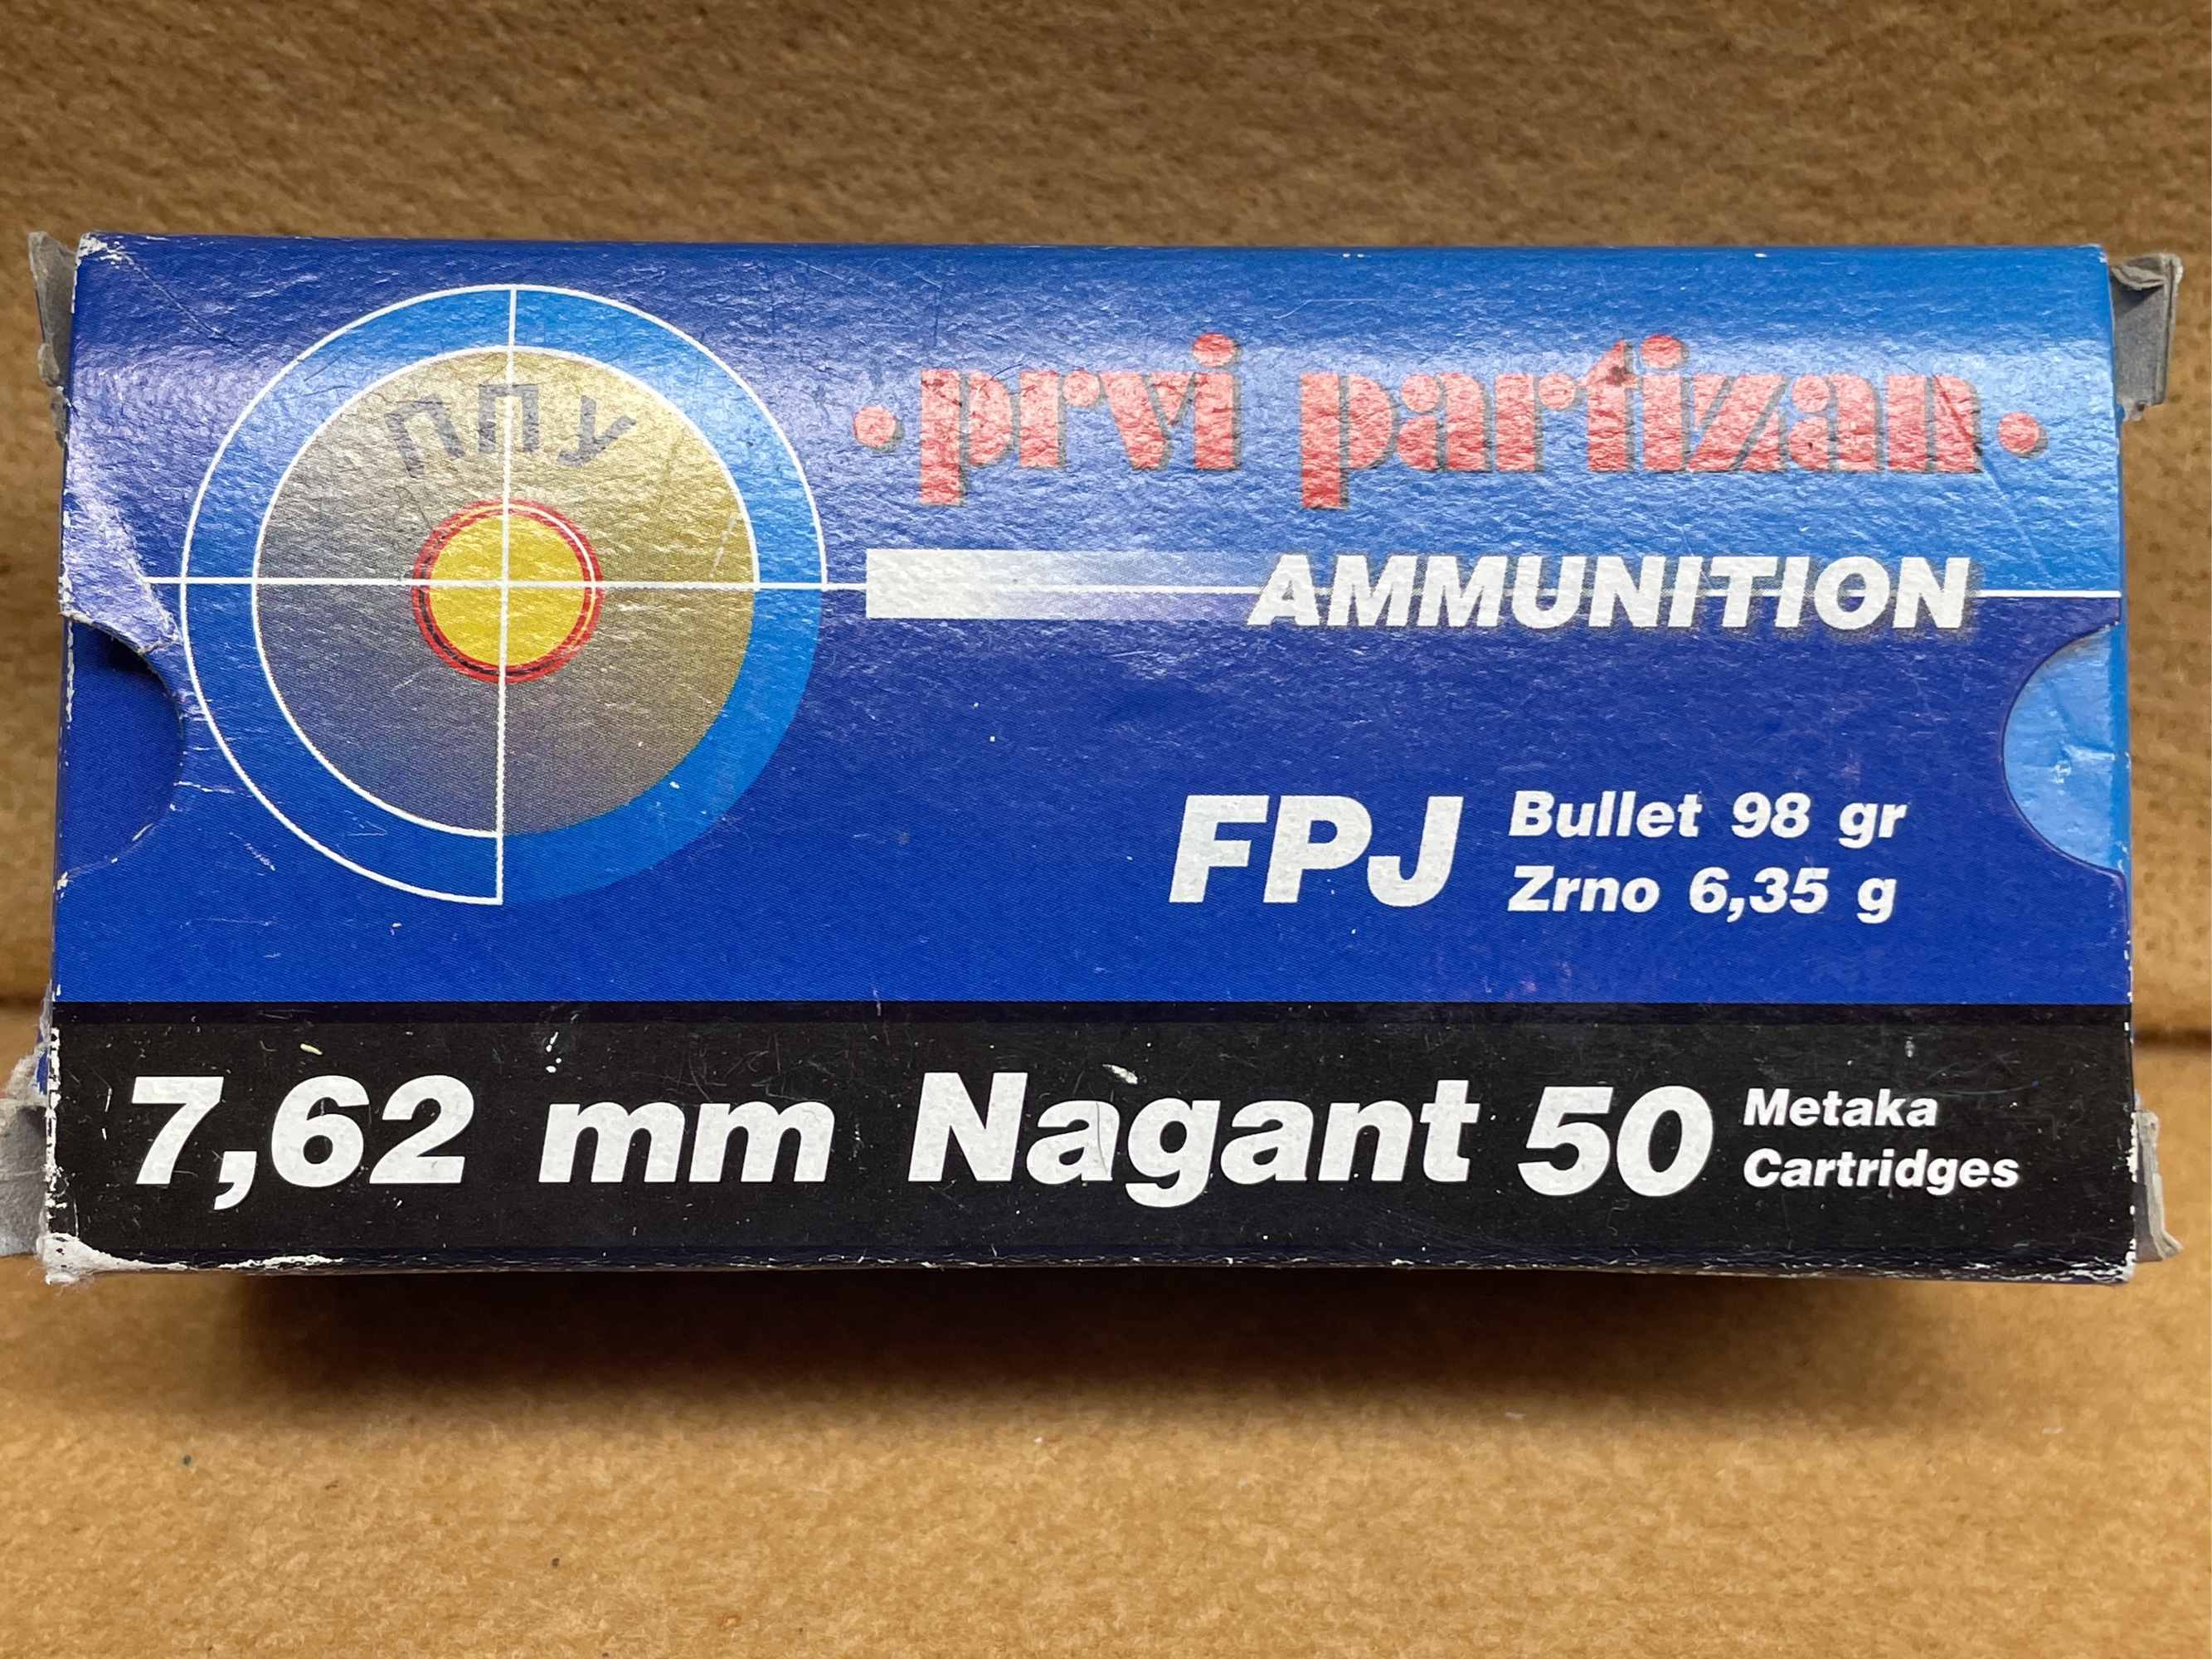 ППУ
·prvi partizan·
AMMUNITION
FPJ Bullet 98 gr
Zrno 6,35 g
7,62 mm Nagant 50 Metaka
Cartridges